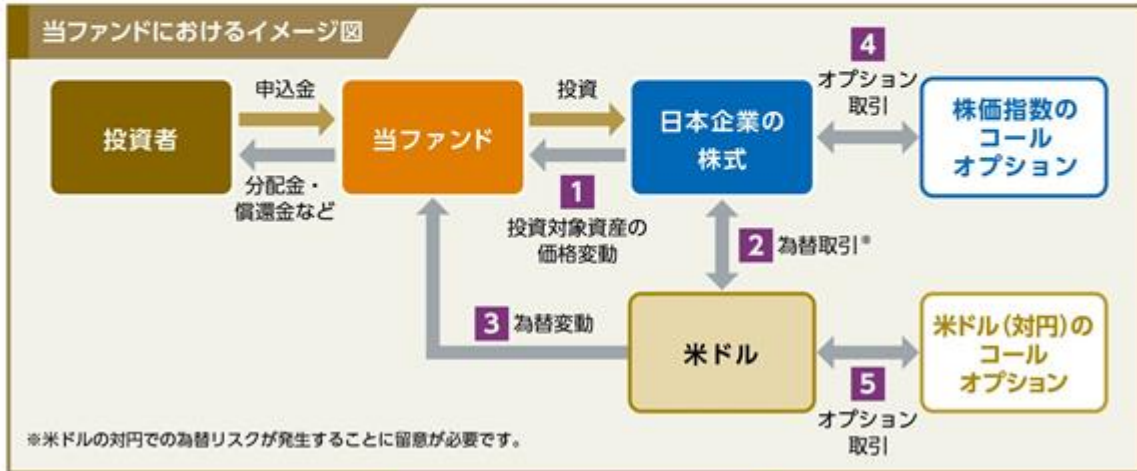 当ファンドにおけるイメージ図
申込金
投資者
分配金・
償還金など
当ファンド
投資
1
投資対象資産の
価格変動
日本企業の
株式
4
オプション
取引
株価指数の
コール
オプション
2 為替取引※
3 為替変動
米ドル
5
オプション
取引
米ドル(対円)の
コール
オプション
※米ドルの対円での為替リスクが発生することに留意が必要です。